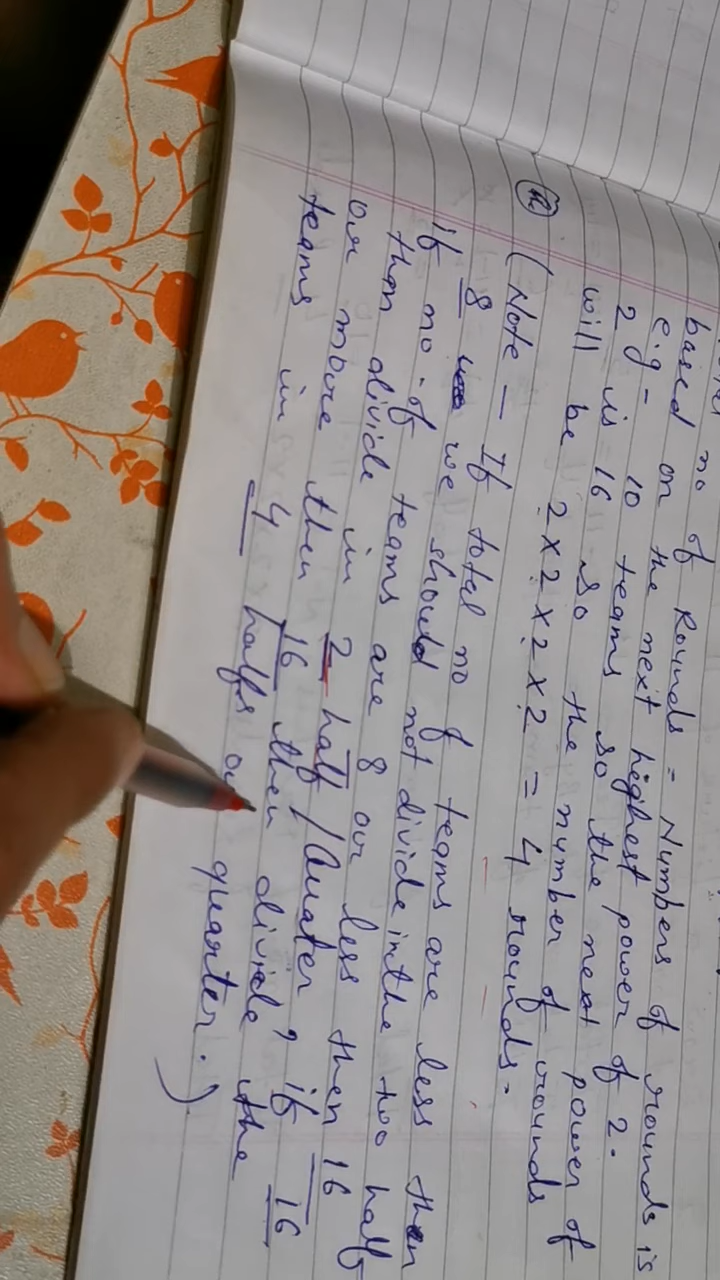 no of Rounds = Numbers of rounds is
based on the next highest power of 2.
e.g - 10 teams so the next power of
2 is 16 so the number of rounds
will be 2 x 2 x 2 x 2 = 4 rounds.
(Note - If total no of teams are less then
8 we should not divide in the two half
if no. of teams are 8 our less then 16
than divide in 2 half / Quater, if 16
our more then 16 then divide the
teams in 4 halfs our quarter.)